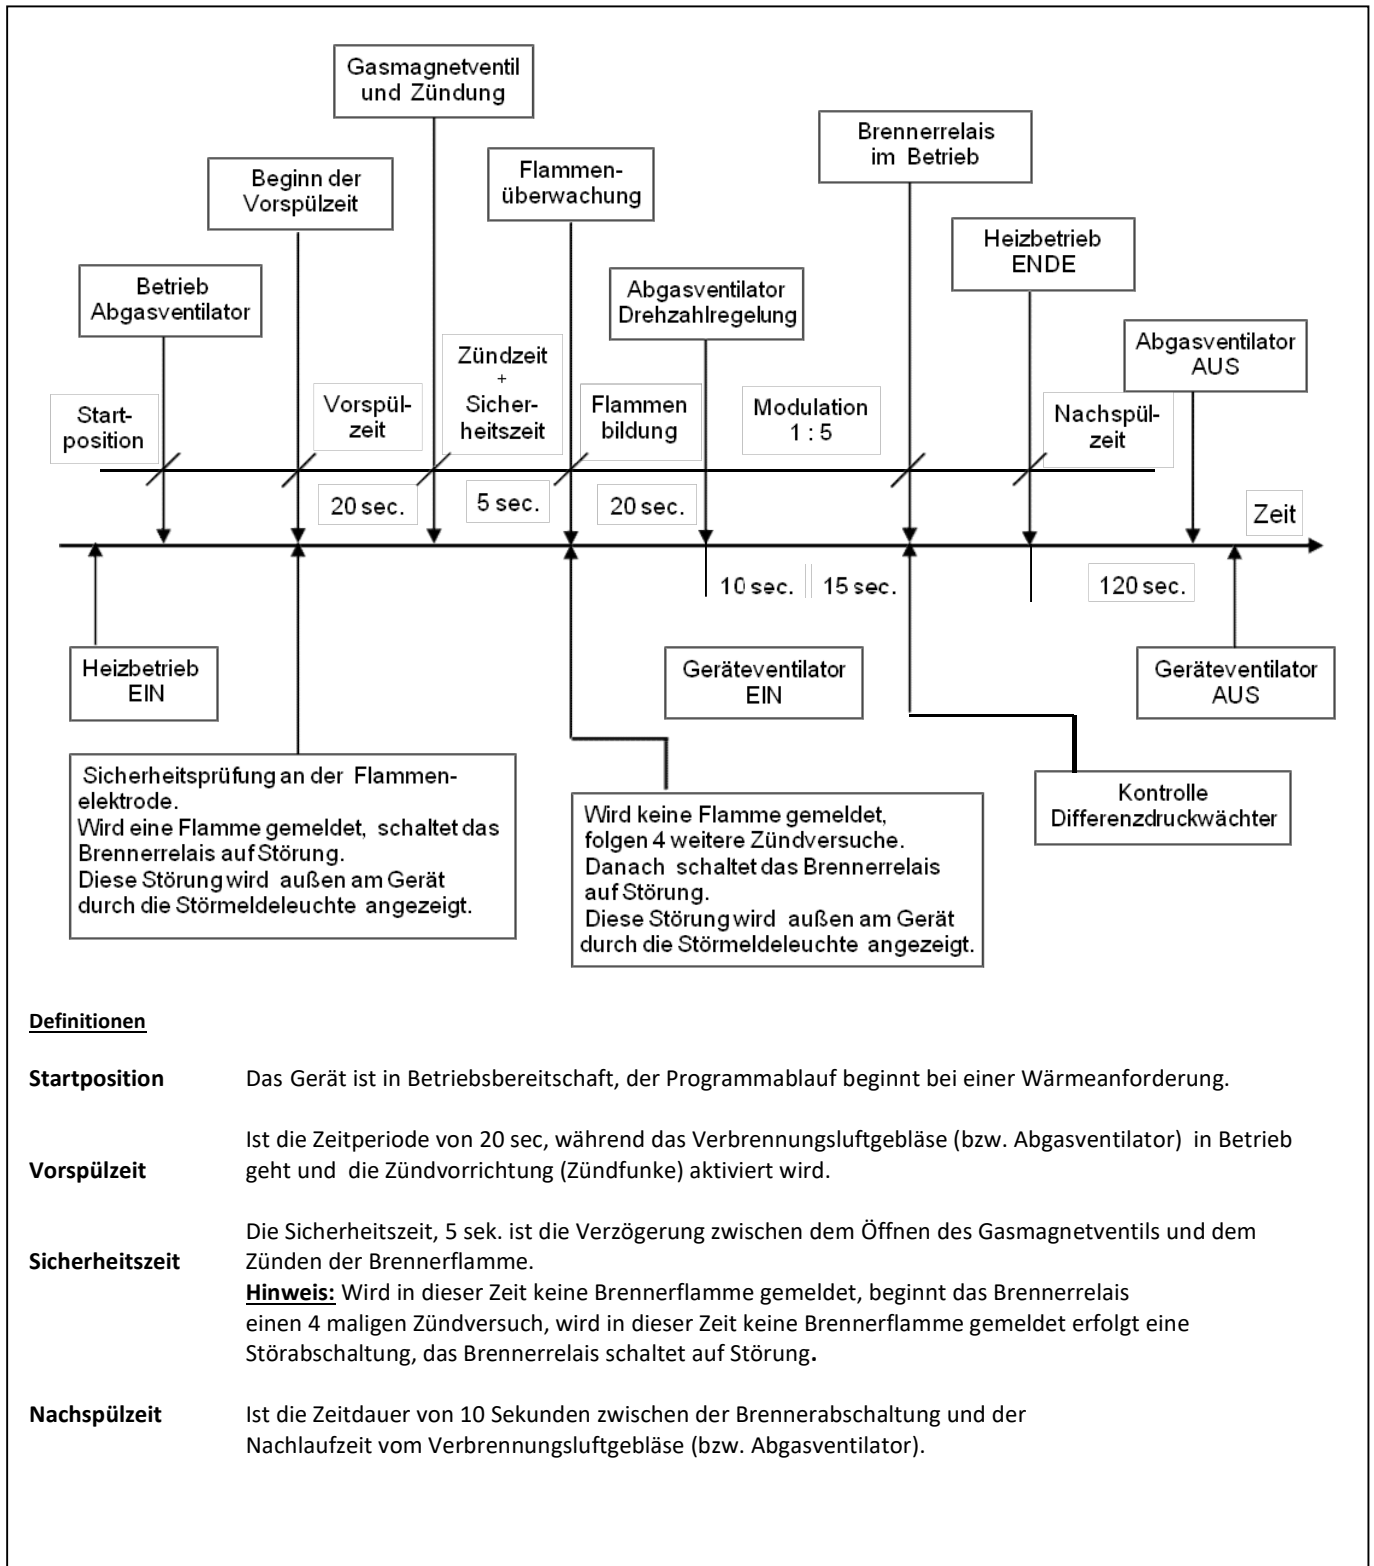 Gasmagnetventil
und Zündung
Brennerrelais
im Betrieb
Flammen-
überwachung
Beginn der
Vorspülzeit
Heizbetrieb
ENDE
Betrieb
Abgasventilator
Abgasventilator
Drehzahlregelung
Abgasventilator
AUS
Start-
position
Vorspül-
zeit
Zündzeit
+
Sicher-
heitszeit
Flammen
bildung
Modulation
1 : 5
Nachspül-
zeit
20 sec.
5 sec.
20 sec.
Zeit
10 sec.
15 sec.
120 sec.
Heizbetrieb
EIN
Geräteventilator
EIN
Geräteventilator
AUS
Sicherheitsprüfung an der Flammen-
elektrode.
Wird eine Flamme gemeldet, schaltet das
Brennerrelais auf Störung.
Diese Störung wird außen am Gerät
durch die Störmeldeleuchte angezeigt.
Wird keine Flamme gemeldet,
folgen 4 weitere Zündversuche.
Danach schaltet das Brennerrelais
auf Störung.
Diese Störung wird außen am Gerät
durch die Störmeldeleuchte angezeigt.
Kontrolle
Differenzdruckwächter
Definitionen
Startposition Das Gerät ist in Betriebsbereitschaft, der Programmablauf beginnt bei einer Wärmeanforderung.
Ist die Zeitperiode von 20 sec, während das Verbrennungsluftgebläse (bzw. Abgasventilator) in Betrieb
Vorspülzeit geht und die Zündvorrichtung (Zündfunke) aktiviert wird.
Die Sicherheitszeit, 5 sek. ist die Verzögerung zwischen dem Öffnen des Gasmagnetventils und dem
Sicherheitszeit Zünden der Brennerflamme.
Hinweis: Wird in dieser Zeit keine Brennerflamme gemeldet, beginnt das Brennerrelais
einen 4 maligen Zündversuch, wird in dieser Zeit keine Brennerflamme gemeldet erfolgt eine
Störabschaltung, das Brennerrelais schaltet auf Störung.
Nachspülzeit Ist die Zeitdauer von 10 Sekunden zwischen der Brennerabschaltung und der
Nachlaufzeit vom Verbrennungsluftgebläse (bzw. Abgasventilator).